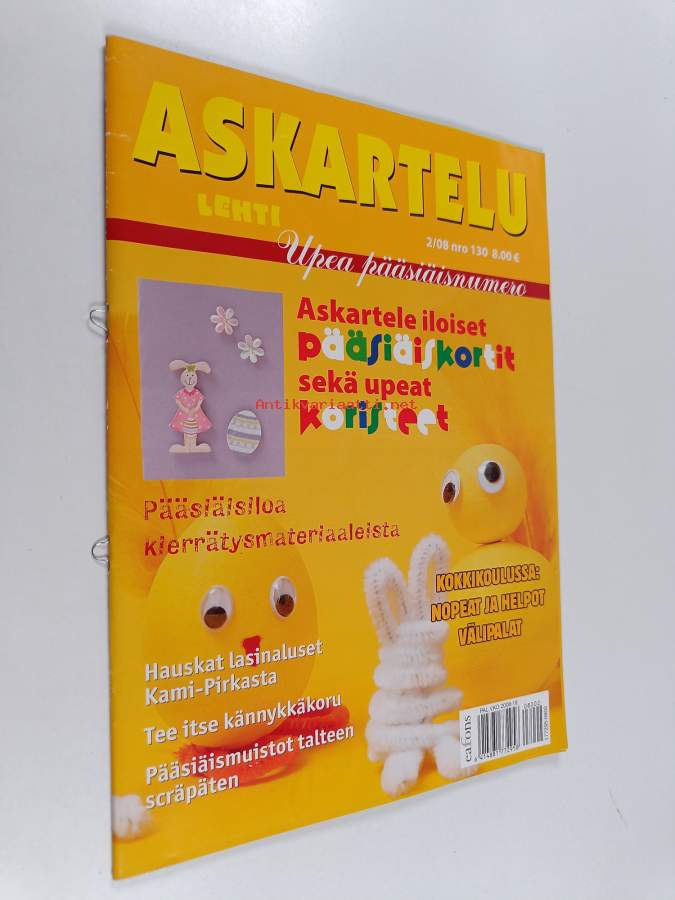 ASKARTELU
LEHTI
2/08 nro 130 8.00 €
Upea pääsiäisnumero
Askartele iloiset
pääsiäiskortit
sekä upeat
koristeet
Antikvariaatti.net
Pääsiäisiloa
kierrätysmateriaaleista
KOKKIKOULUSSA:
NOPEAT JA HELPOT
VÄLIPALAT
Hauskat lasinaluset
Kami-Pirkasta
Tee itse kännykkäkoru
Pääsiäismuistot talteen
scräpäten